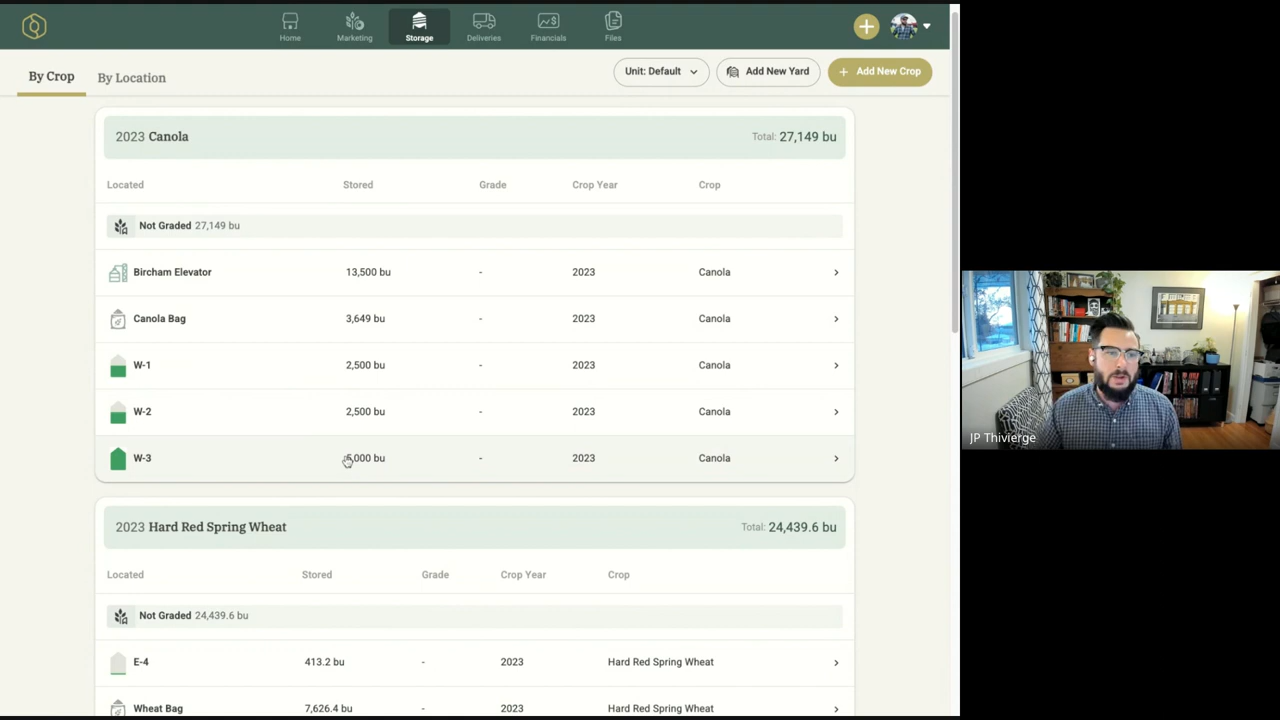 Home Marketing Storage Deliveries Financials Files
By Crop By Location Unit: Default Add New Yard Add New Crop
2023 Canola Total: 27,149 bu
Located Stored Grade Crop Year Crop
Not Graded 27,149 bu
Bircham Elevator 13,500 bu - 2023 Canola
Canola Bag 3,649 bu - 2023 Canola
W-1 2,500 bu - 2023 Canola
W-2 2,500 bu - 2023 Canola
W-3 5,000 bu - 2023 Canola
JP Thivierge
2023 Hard Red Spring Wheat Total: 24,439.6 bu
Located Stored Grade Crop Year Crop
Not Graded 24,439.6 bu
E-4 413.2 bu - 2023 Hard Red Spring Wheat
Wheat Bag 7,626.4 bu - 2023 Hard Red Spring Wheat